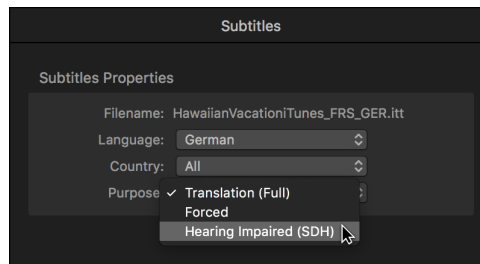 Subtitles
Subtitles Properties
Filename: HawaiianVacationiTunes_FRS_GER.itt
Language: German
Country: All
Purpose ✓ Translation (Full)
Forced
Hearing Impaired (SDH)